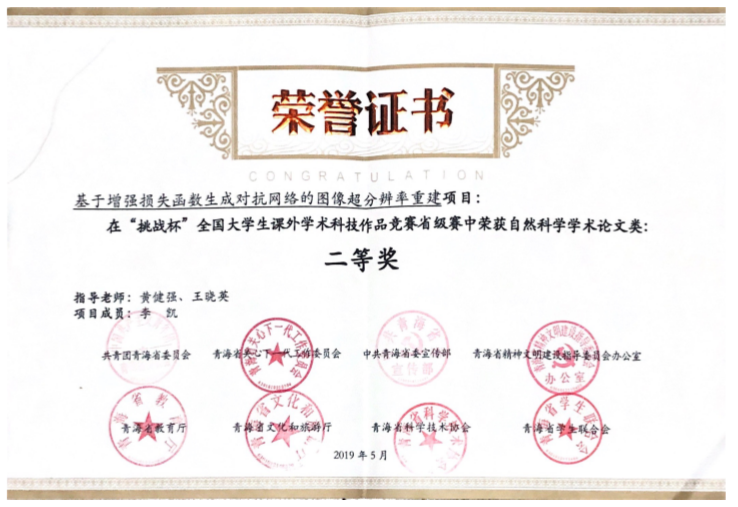 荣誉证书
CONGRATULATION
基于增强损失函数生成对抗网络的图像超分辨率重建项目：
在“挑战杯”全国大学生课外学术科技作品竞赛省级赛中荣获自然科学学术论文类：
二等奖
指导老师：黄健强、王晓英
项目成员：李 凯
共青团青海省委员会 青海省关心下一代工作委员会 中共青海省委宣传部 青海省精神文明建设指导委员会办公室
青海省教育厅 青海省文化和旅游厅 青海省科学技术协会 青海省学生联合会
2019年5月